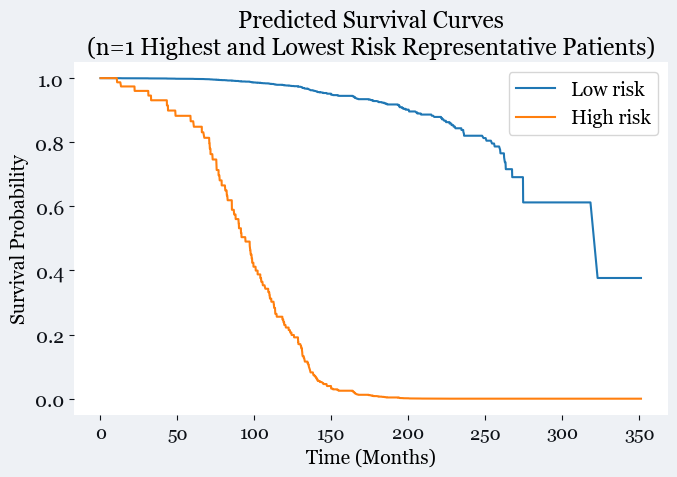 Predicted Survival Curves
(n=1 Highest and Lowest Risk Representative Patients)
Low risk
High risk
Survival Probability
1.0
0.8
0.6
0.4
0.2
0.0
0 50 100 150 200 250 300 350
Time (Months)